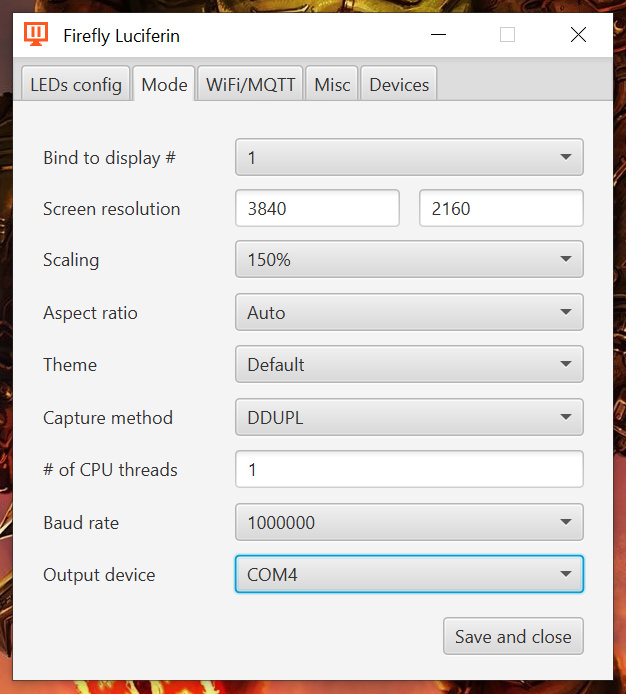 Firefly Luciferin
LEDs config Mode WiFi/MQTT Misc Devices
Bind to display # 1
Screen resolution 3840 2160
Scaling 150%
Aspect ratio Auto
Theme Default
Capture method DDUPL
# of CPU threads 1
Baud rate 1000000
Output device COM4
Save and close